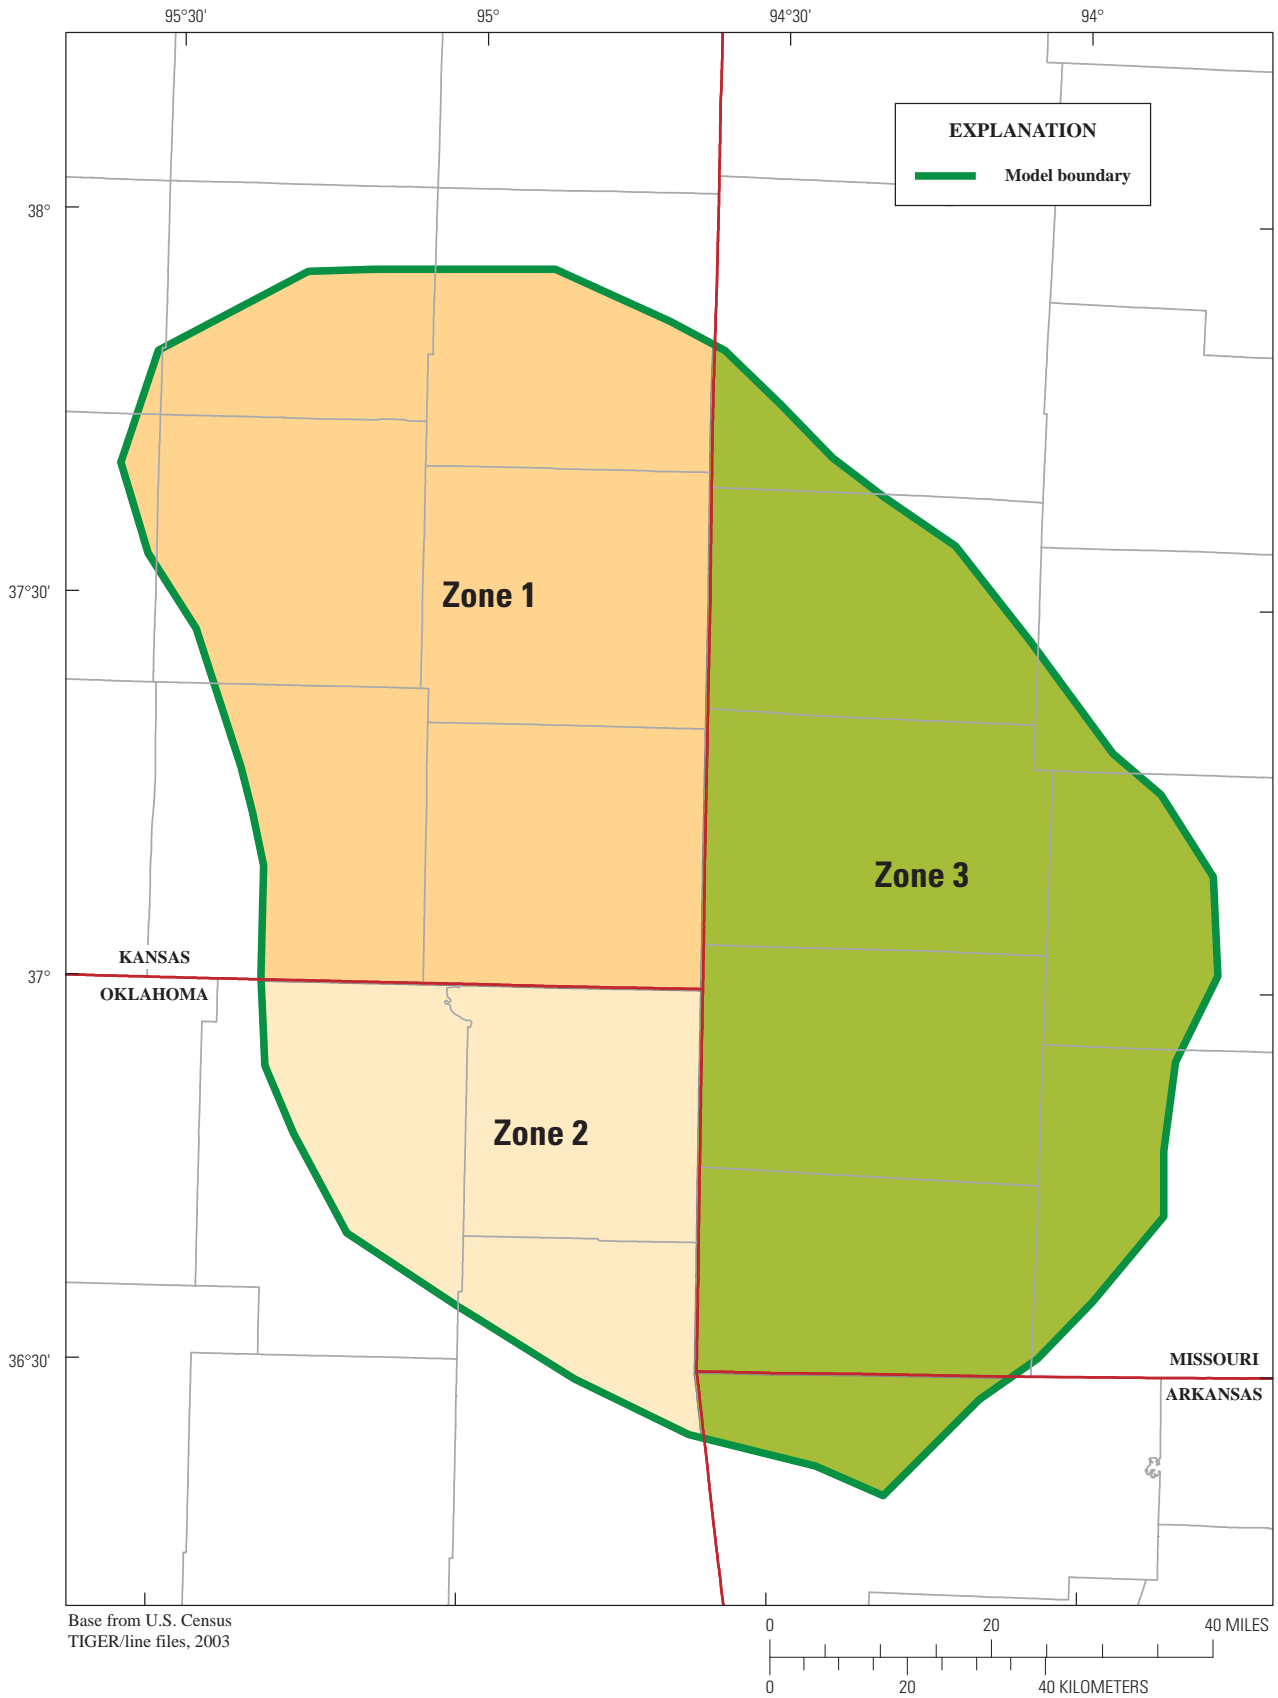 95°30' 95° 94°30' 94°
EXPLANATION
Model boundary
38°
37°30'
Zone 1
Zone 3
KANSAS
37°
OKLAHOMA
Zone 2
36°30'
MISSOURI
ARKANSAS
Base from U.S. Census
TIGER/line files, 2003
0 20 40 MILES
0 20 40 KILOMETERS